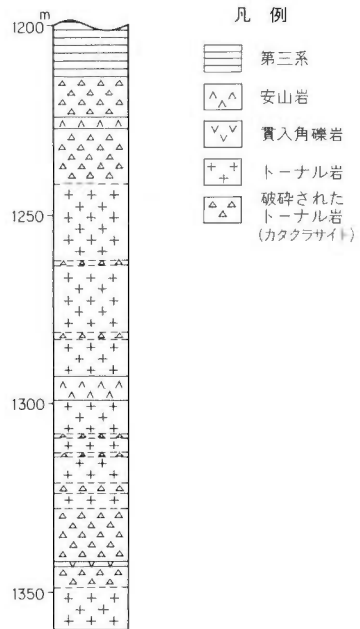 m
1200
1250
1300
1350
凡 例
第三系
安山岩
貫入角礫岩
トーナル岩
破砕された
トーナル岩
(カタクラサイト)